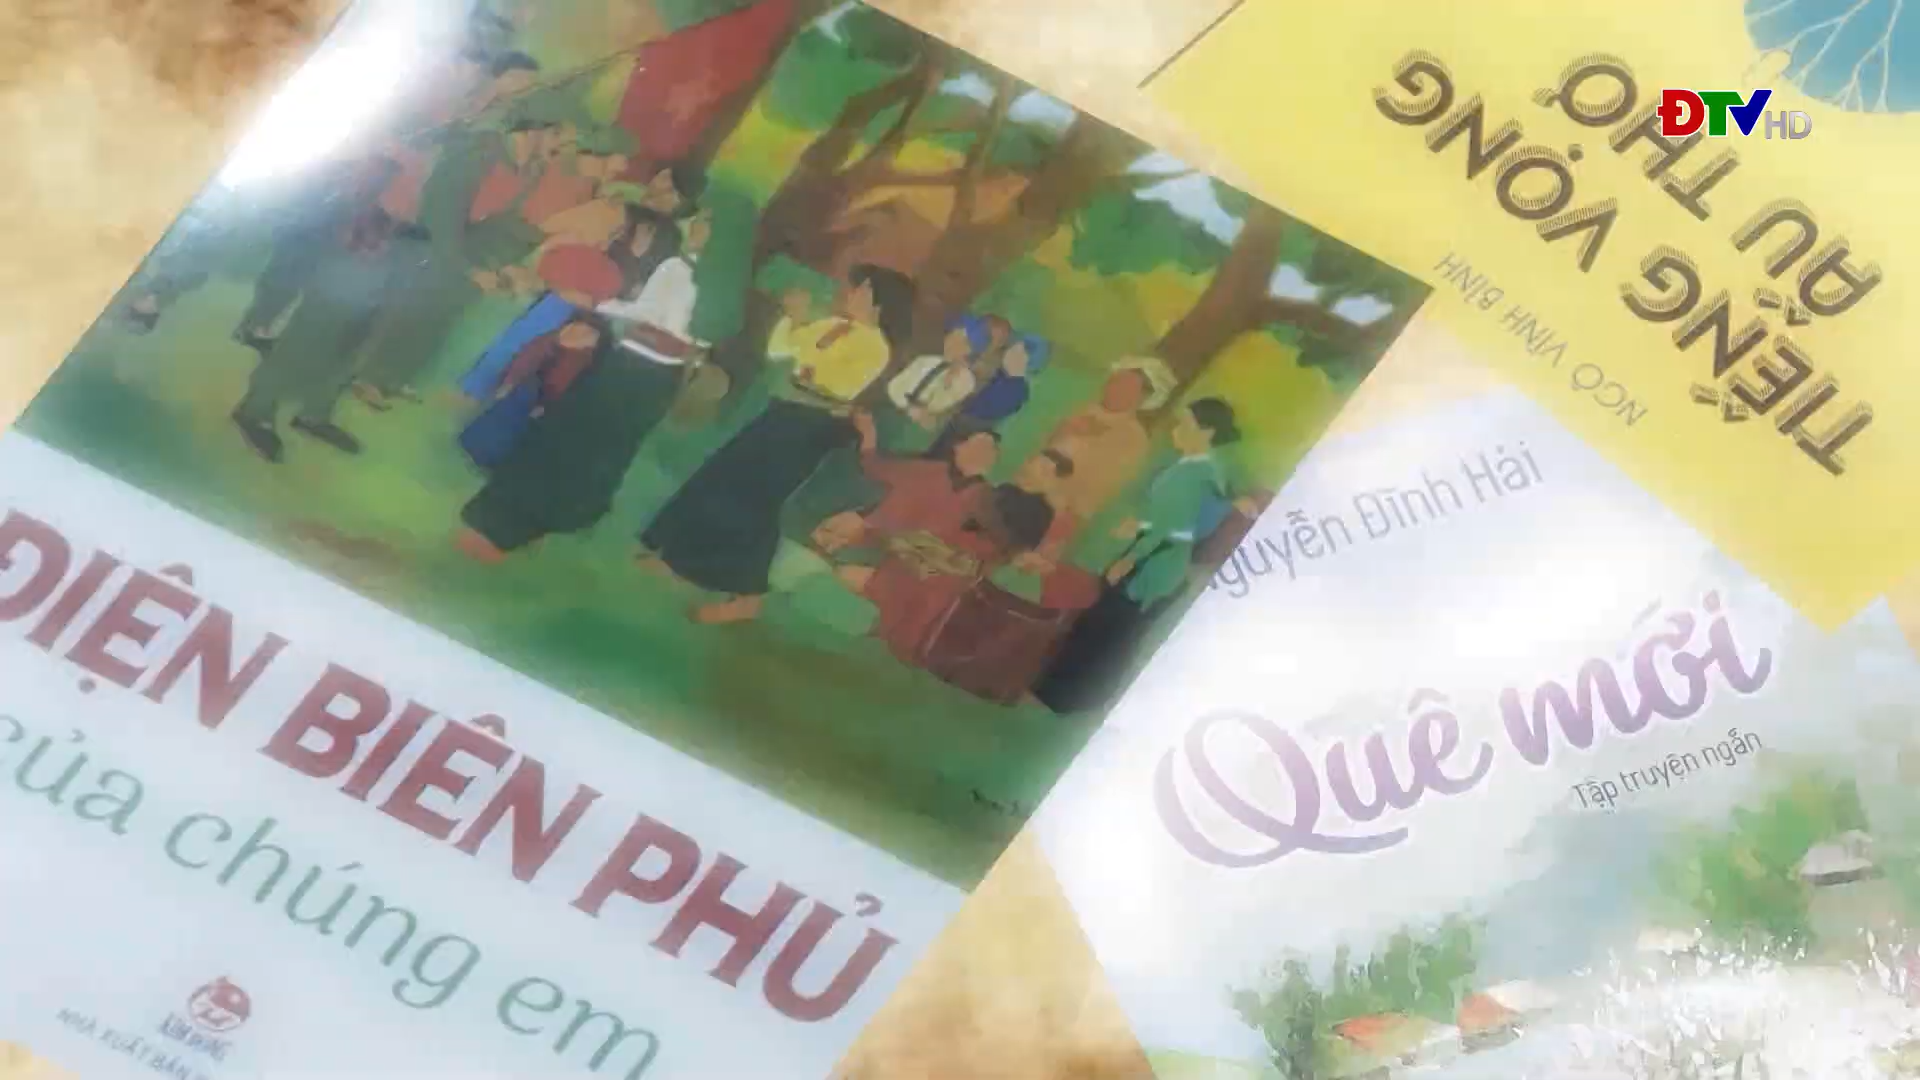 ĐIỆN BIÊN PHỦ
của chúng em
KIM ĐỒNG
NHÀ XUẤT BẢN
TIẾNG VỌNG
ẤU THƠ
NGÔ VĨNH BÌNH
Nguyễn Đình Hải
Quê mới
Tập truyện ngắn
ĐTV HD